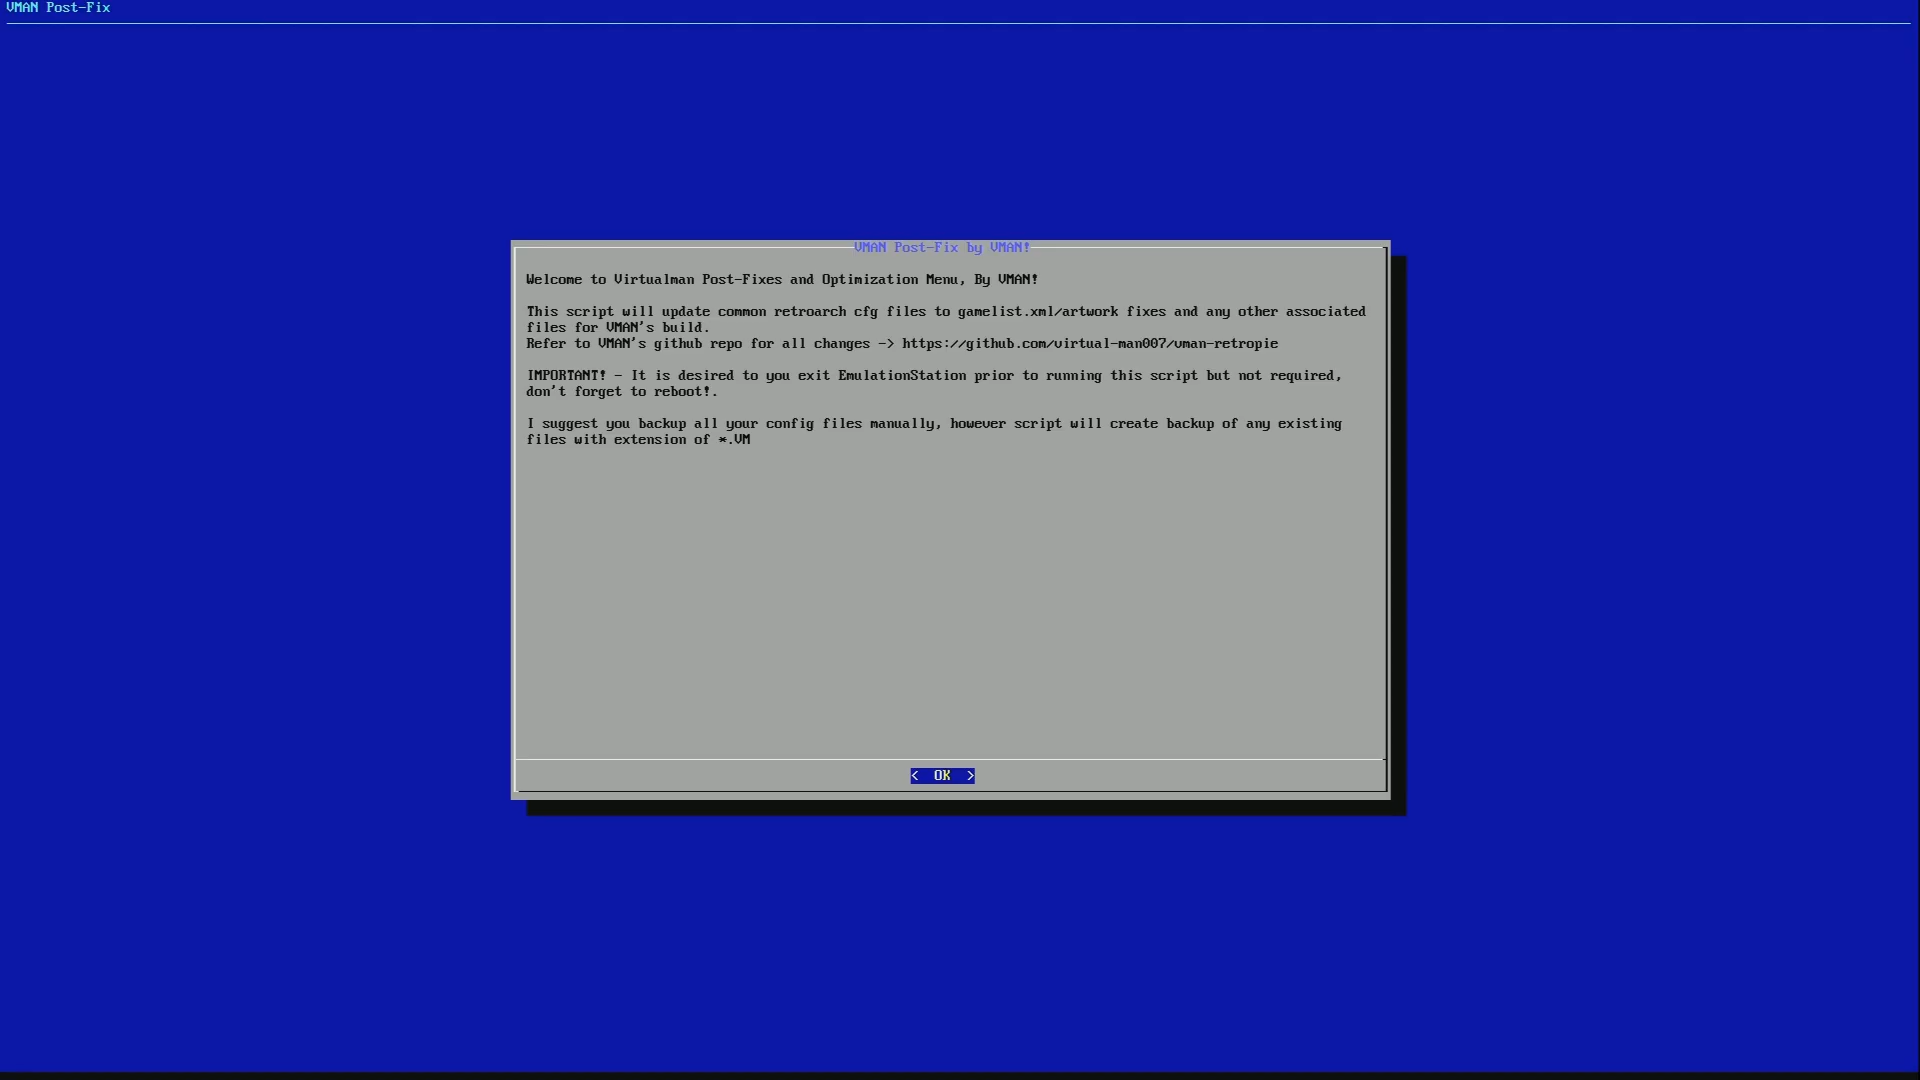 VMAN Post-Fix
VMAN Post-Fix by VMAN!
Welcome to Virtualman Post-Fixes and Optimization Menu, By VMAN!
This script will update common retroarch cfg files to gamelist.xml/artwork fixes and any other associated
files for VMAN's build.
Refer to VMAN's github repo for all changes -> https://github.com/virtual-man007/vman-retropie
IMPORTANT! - It is desired to you exit EmulationStation prior to running this script but not required,
don't forget to reboot!.
I suggest you backup all your config files manually, however script will create backup of any existing
files with extension of *.VM
< OK >